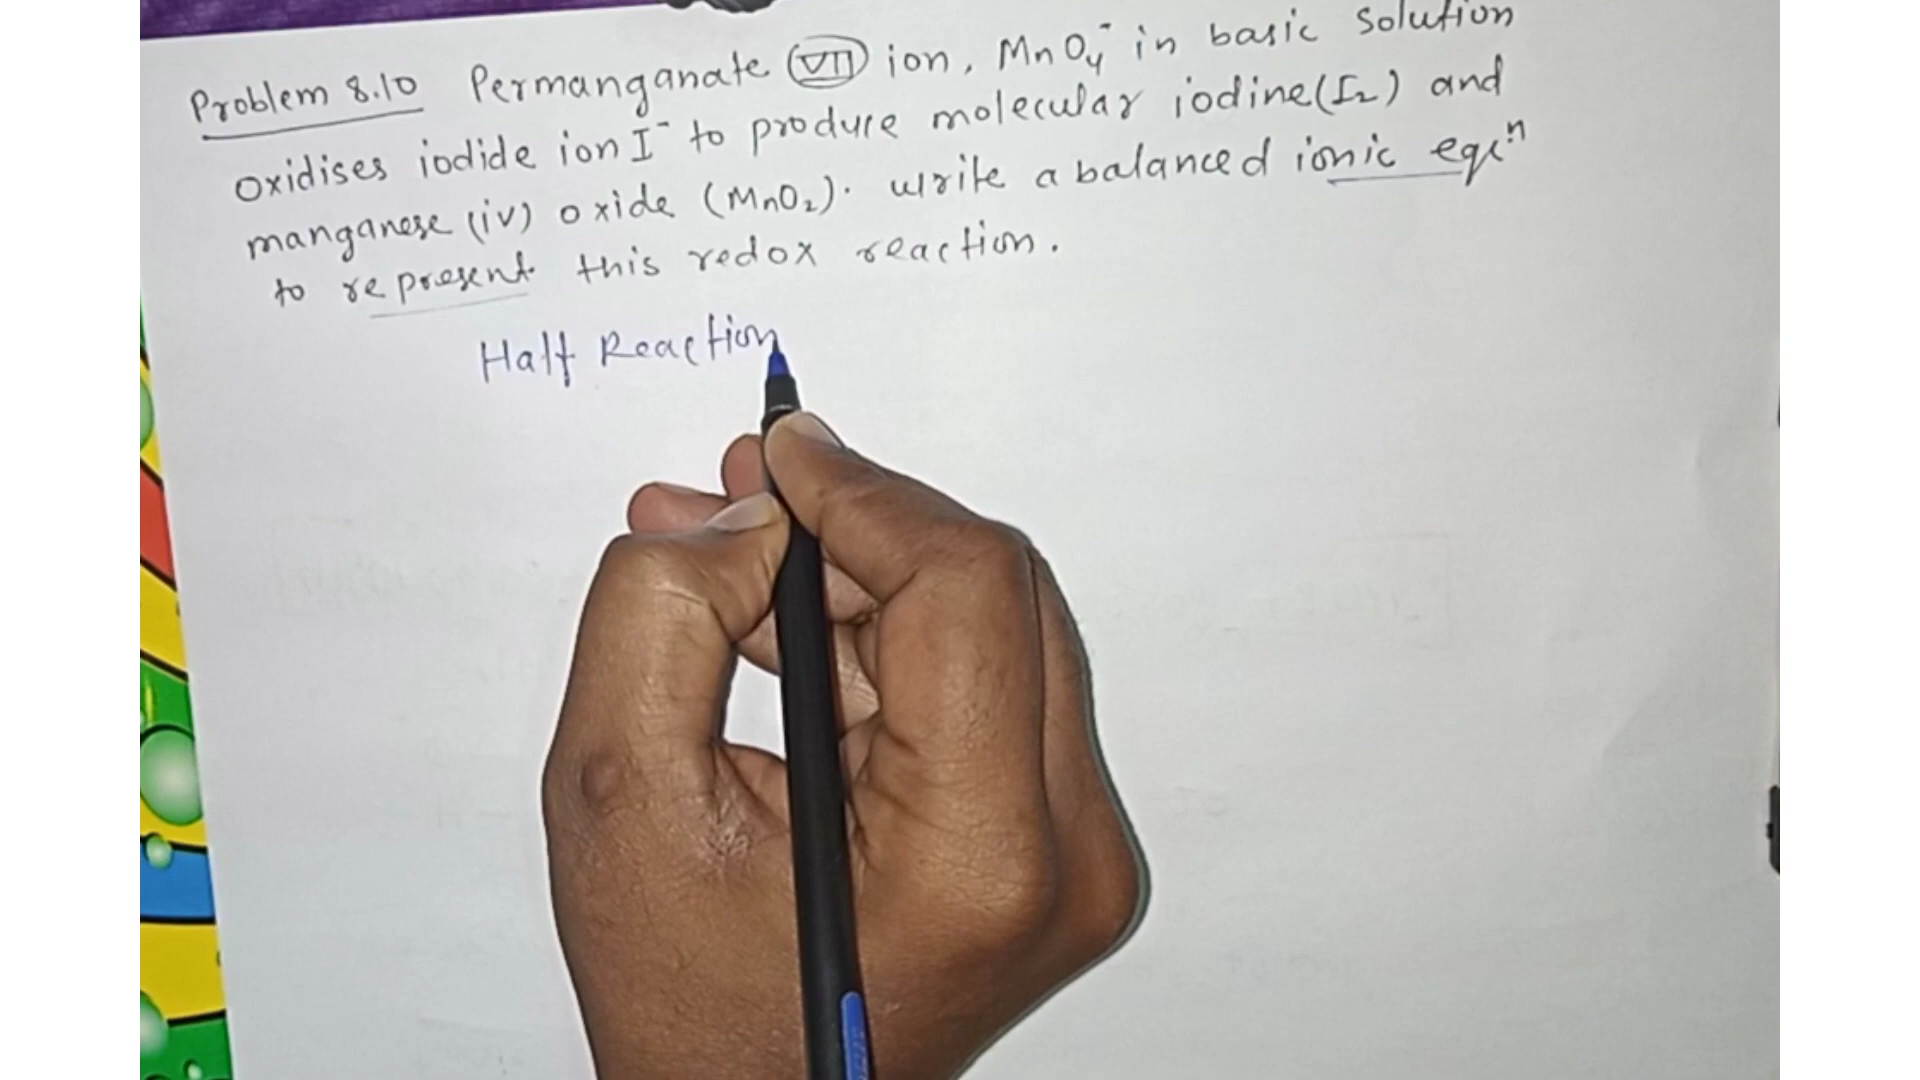 Problem 8.10 Permanganate (VII) ion, MnO₄⁻ in basic solution
oxidises iodide ion I⁻ to produce molecular iodine(I₂) and
manganese (iv) oxide (MnO₂). write a balanced ionic eqⁿ
to represent this redox reaction.
Half Reaction